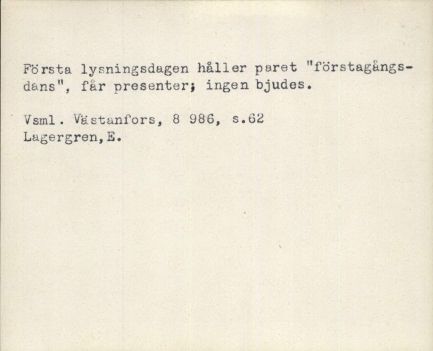 Första lysningsdagen håller paret "förstagångs-
dans", får presenter; ingen bjudes.
Vsml. Västanfors, 8 986, s.62
Lagergren,E.